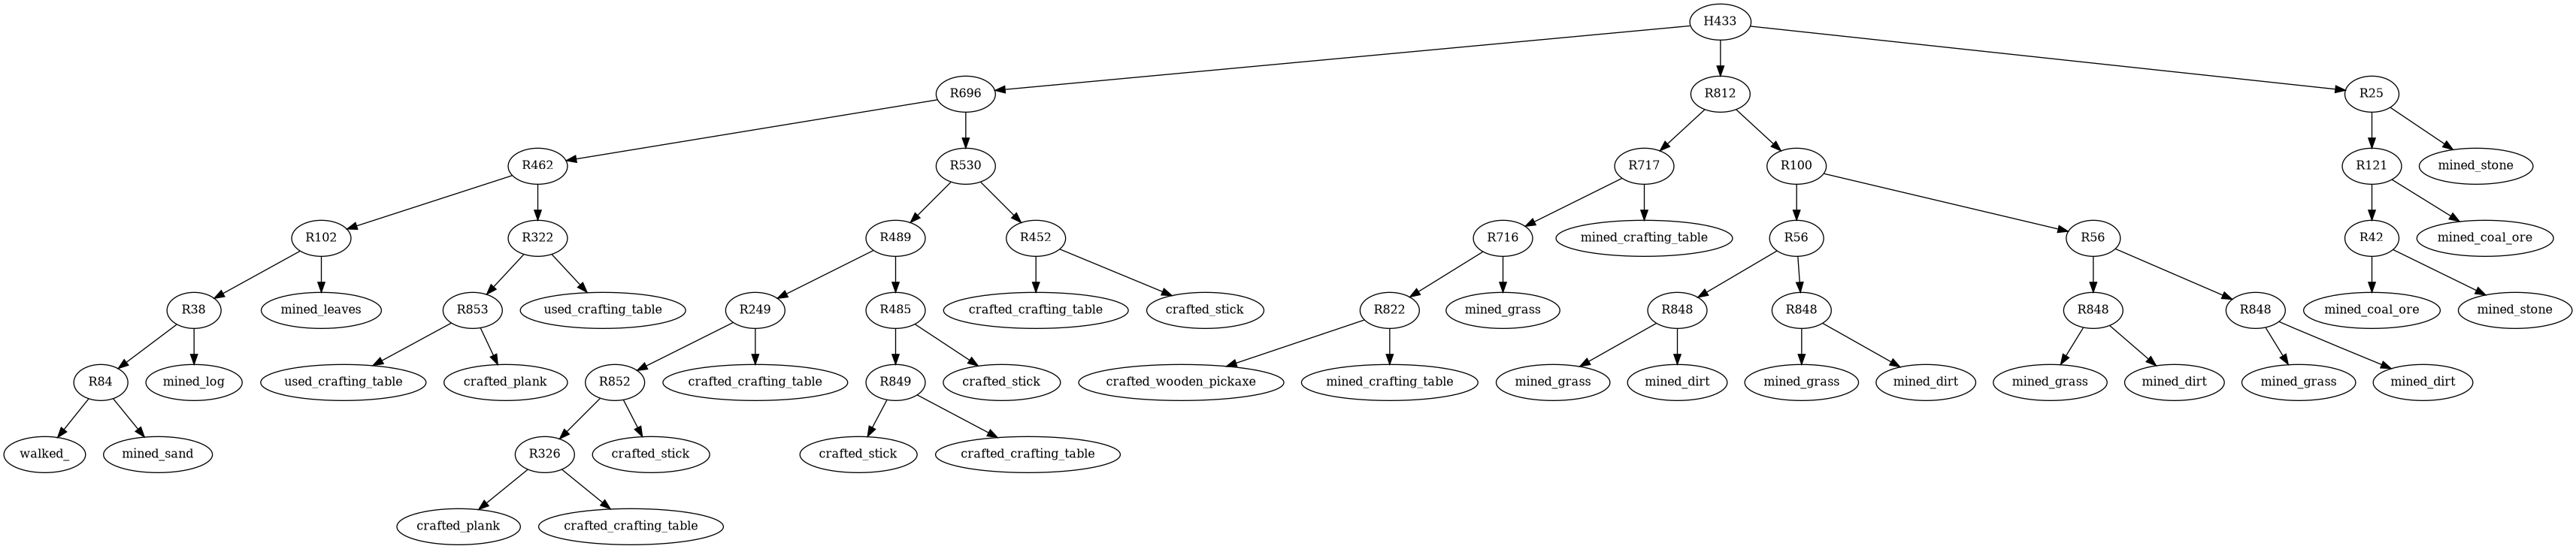 H433
R696
R812
R25
R462
R530
R717
R100
R121
mined_stone
R102
R322
R489
R452
R716
mined_crafting_table
R56
R56
R42
mined_coal_ore
R38
mined_leaves
R853
used_crafting_table
R249
R485
crafted_crafting_table
crafted_stick
R822
mined_grass
R848
R848
R848
R848
mined_coal_ore
mined_stone
R84
mined_log
used_crafting_table
crafted_plank
R852
crafted_crafting_table
R849
crafted_stick
crafted_wooden_pickaxe
mined_crafting_table
mined_grass
mined_dirt
mined_grass
mined_dirt
mined_grass
mined_dirt
mined_grass
mined_dirt
walked_
mined_sand
R326
crafted_stick
crafted_stick
crafted_crafting_table
crafted_plank
crafted_crafting_table